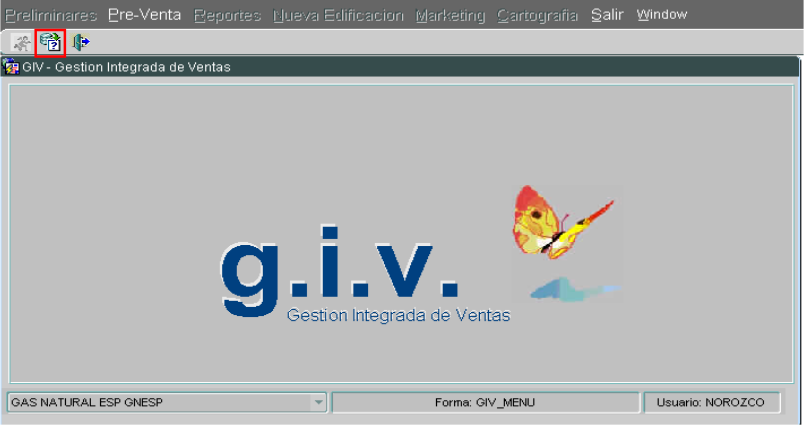 Preliminares Pre-Venta Reportes Nueva Edificacion Marketing Cartografia Salir Window
GIV - Gestion Integrada de Ventas
g.i.v.
Gestion Integrada de Ventas
GAS NATURAL ESP GNESP Forma: GIV_MENU Usuario: NOROZCO